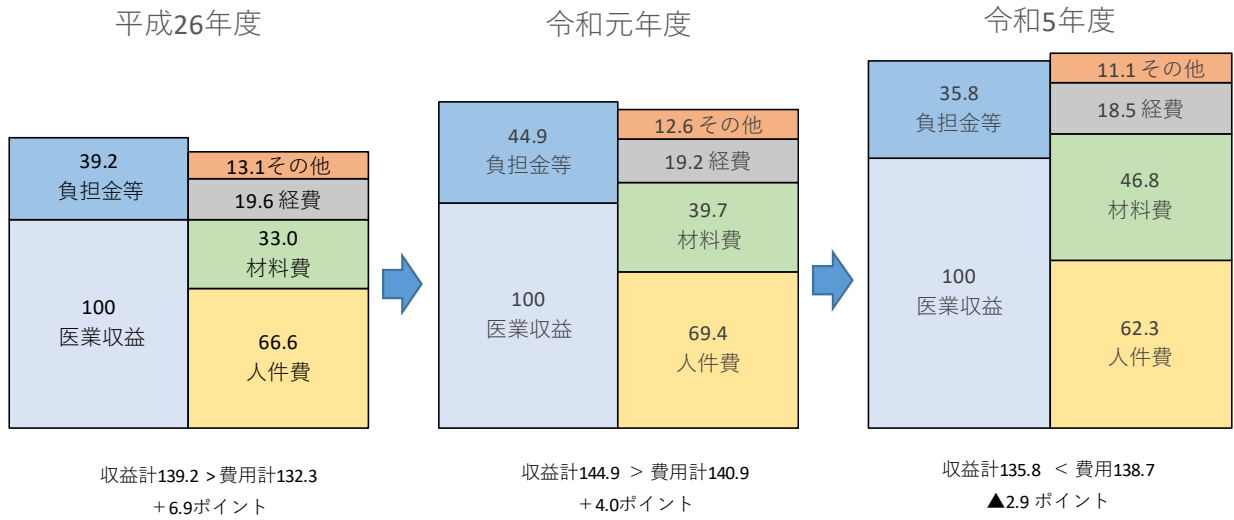 平成26年度
39.2
負担金等
100
医業収益
13.1その他
19.6 経費
33.0
材料費
66.6
人件費
収益計139.2 > 費用計132.3
+6.9ポイント
令和元年度
44.9
負担金等
100
医業収益
12.6 その他
19.2 経費
39.7
材料費
69.4
人件費
収益計144.9 > 費用計140.9
+4.0ポイント
令和5年度
35.8
負担金等
100
医業収益
11.1 その他
18.5 経費
46.8
材料費
62.3
人件費
収益計135.8 < 費用138.7
▲2.9 ポイント